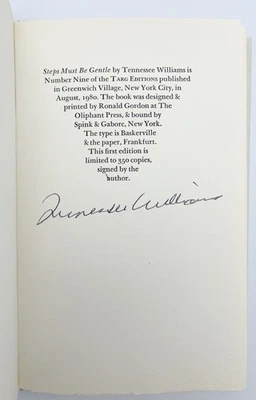 Steps Must Be Gentle by Tennessee Williams is
Number Nine of the TARG EDITIONS published
in Greenwich Village, New York City, in
August, 1980. The book was designed &
printed by Ronald Gordon at The
Oliphant Press, & bound by
Spink & Gaborc, New York.
The type is Baskerville
& the paper, Frankfurt.
This first edition is
limited to 350 copies,
signed by the
author.
Tennessee Williams